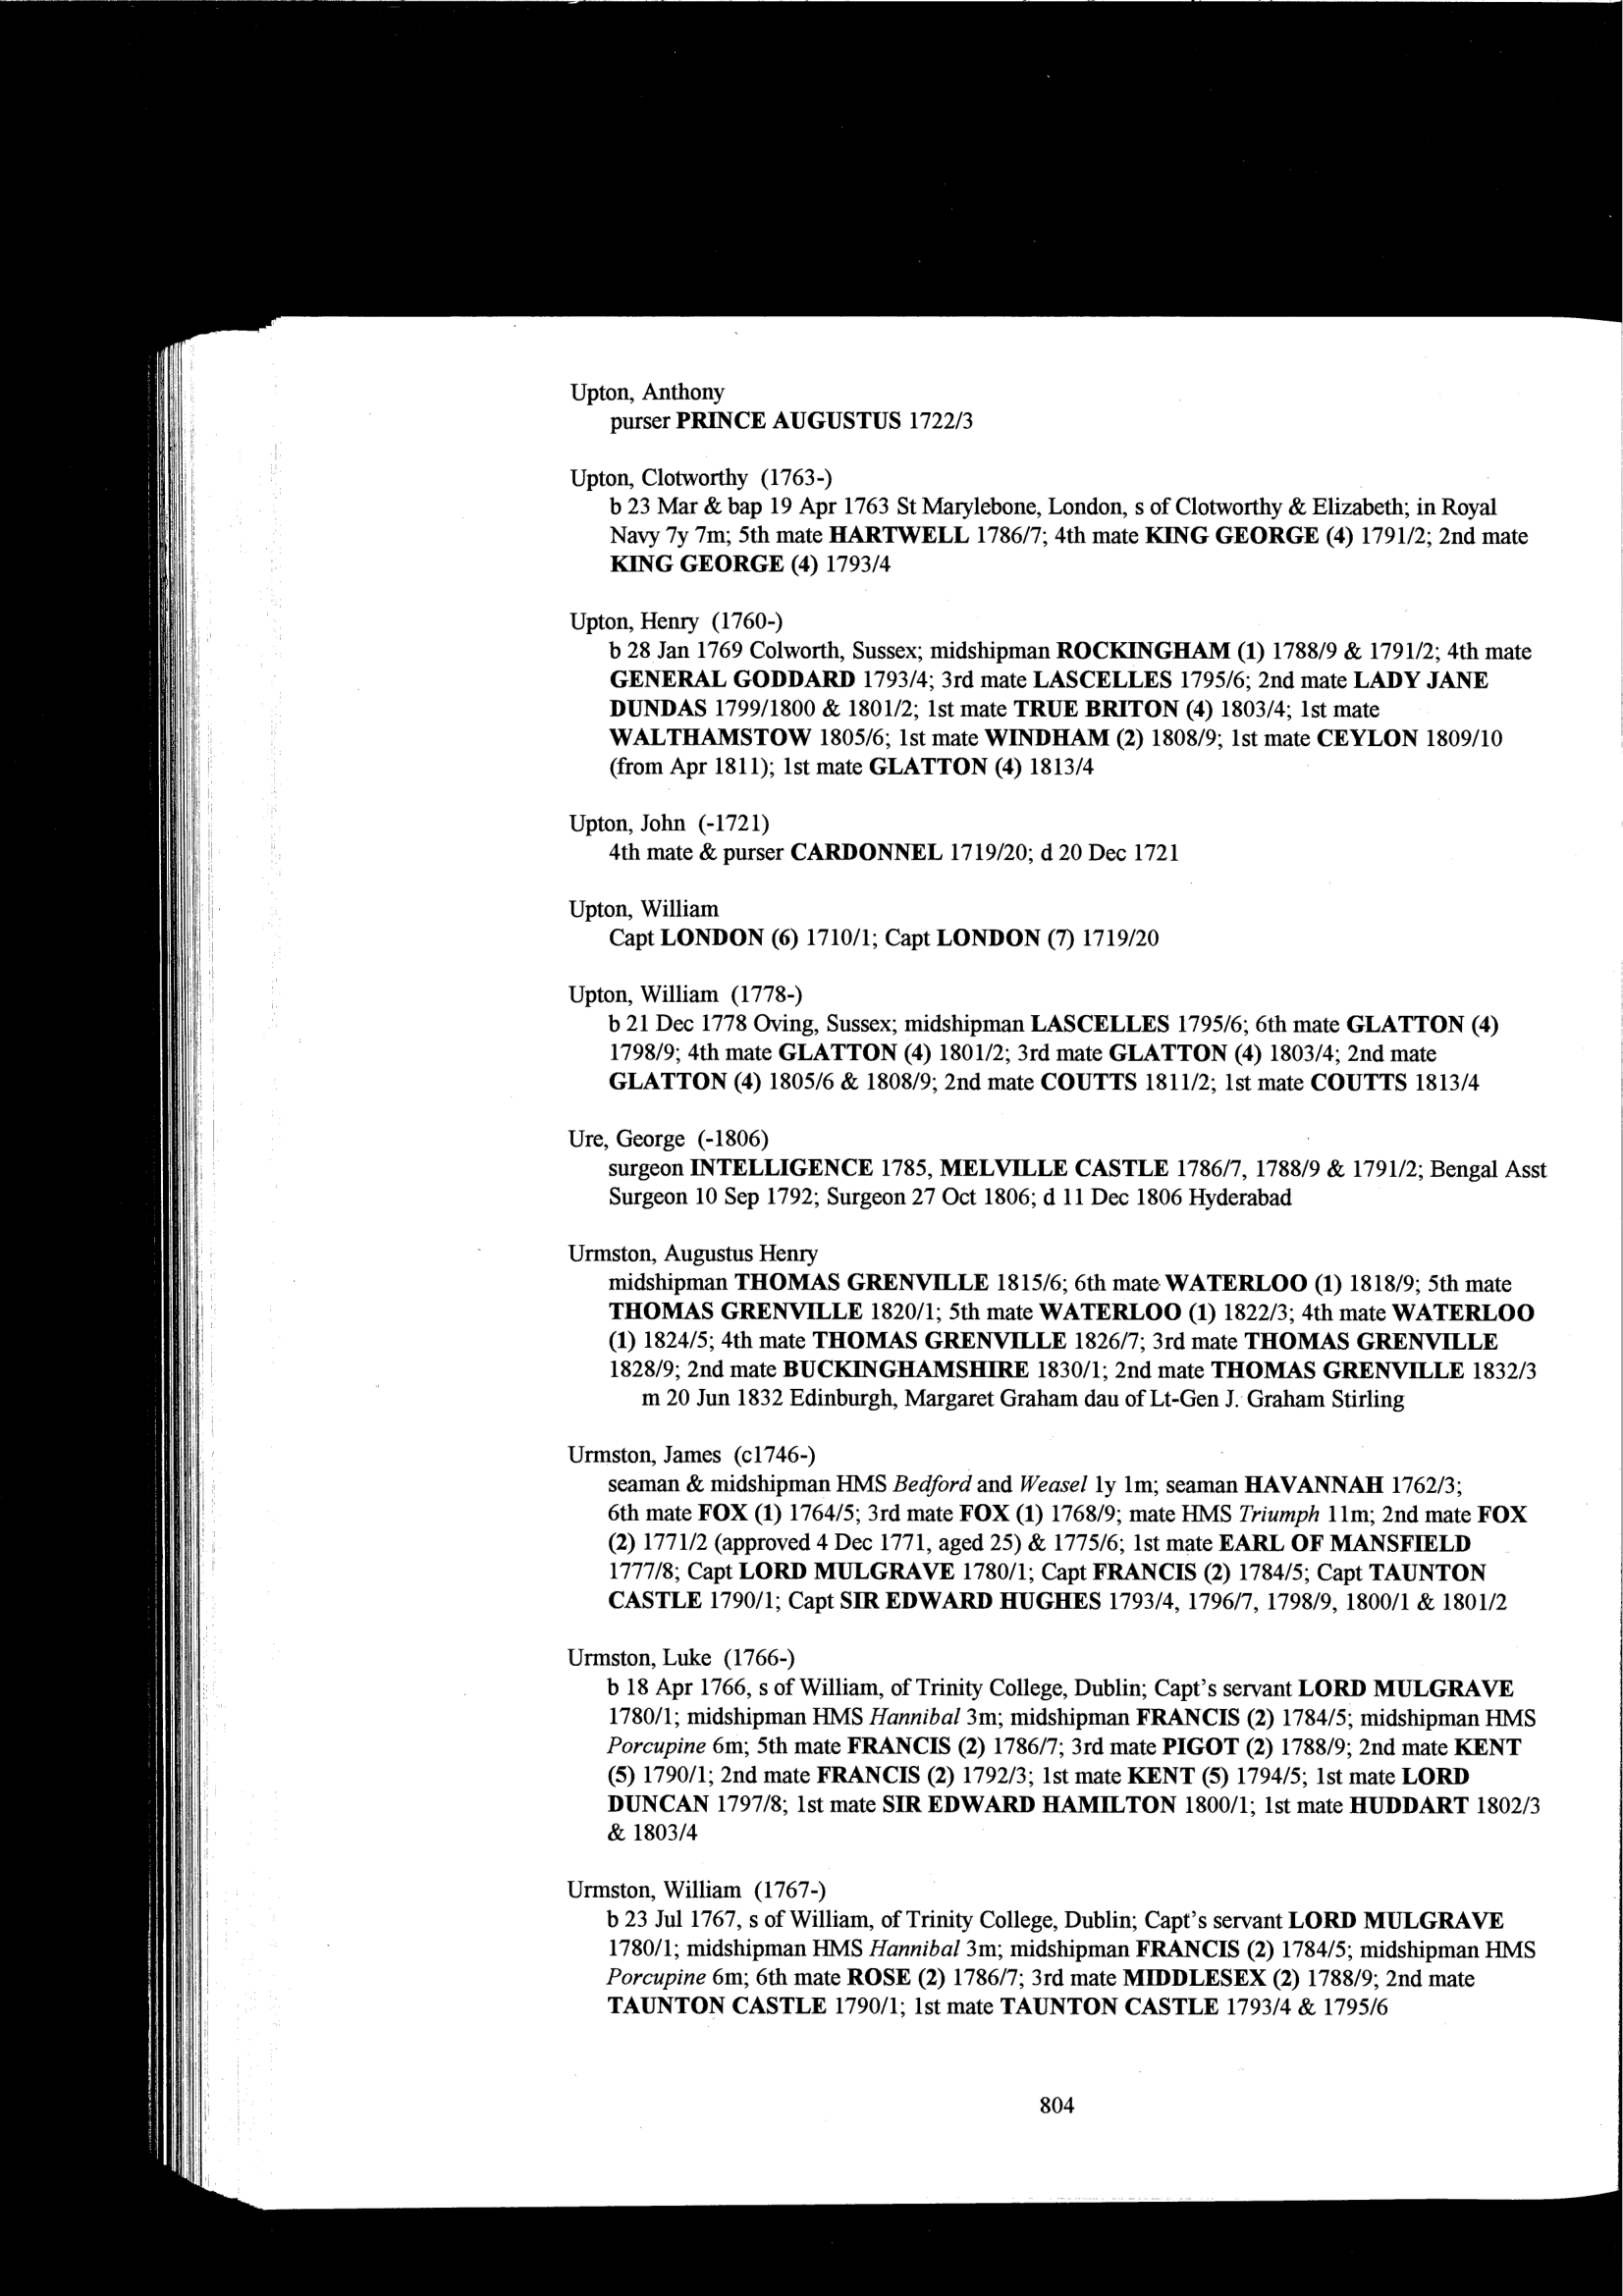 Upton, Anthony
purser PRINCE AUGUSTUS 1722/3
Upton, Clotworthy (1763-)
b 23 Mar & bap 19 Apr 1763 St Marylebone, London, s of Clotworthy & Elizabeth; in Royal
Navy 7y 7m; 5th mate HARTWELL 1786/7; 4th mate KING GEORGE (4) 1791/2; 2nd mate
KING GEORGE (4) 1793/4
Upton, Henry (1760-)
b 28 Jan 1769 Colworth, Sussex; midshipman ROCKINGHAM (1) 1788/9 & 1791/2; 4th mate
GENERAL GODDARD 1793/4; 3rd mate LASCELLES 1795/6; 2nd mate LADY JANE
DUNDAS 1799/1800 & 1801/2; 1st mate TRUE BRITON (4) 1803/4; 1st mate
WALTHAMSTOW 1805/6; 1st mate WINDHAM (2) 1808/9; 1st mate CEYLON 1809/10
(from Apr 1811); 1st mate GLATTON (4) 1813/4
Upton, John (-1721)
4th mate & purser CARDONNEL 1719/20; d 20 Dec 1721
Upton, William
Capt LONDON (6) 1710/1; Capt LONDON (7) 1719/20
Upton, William (1778-)
b 21 Dec 1778 Oving, Sussex; midshipman LASCELLES 1795/6; 6th mate GLATTON (4)
1798/9; 4th mate GLATTON (4) 1801/2; 3rd mate GLATTON (4) 1803/4; 2nd mate
GLATTON (4) 1805/6 & 1808/9; 2nd mate COUTTS 1811/2; 1st mate COUTTS 1813/4
Ure, George (-1806)
surgeon INTELLIGENCE 1785, MELVILLE CASTLE 1786/7, 1788/9 & 1791/2; Bengal Asst
Surgeon 10 Sep 1792; Surgeon 27 Oct 1806; d 11 Dec 1806 Hyderabad
Urmston, Augustus Henry
midshipman THOMAS GRENVILLE 1815/6; 6th mate WATERLOO (1) 1818/9; 5th mate
THOMAS GRENVILLE 1820/1; 5th mate WATERLOO (1) 1822/3; 4th mate WATERLOO
(1) 1824/5; 4th mate THOMAS GRENVILLE 1826/7; 3rd mate THOMAS GRENVILLE
1828/9; 2nd mate BUCKINGHAMSHIRE 1830/1; 2nd mate THOMAS GRENVILLE 1832/3
m 20 Jun 1832 Edinburgh, Margaret Graham dau of Lt-Gen J. Graham Stirling
Urmston, James (c1746-)
seaman & midshipman HMS Bedford and Weasel 1y 1m; seaman HAVANNAH 1762/3;
6th mate FOX (1) 1764/5; 3rd mate FOX (1) 1768/9; mate HMS Triumph 11m; 2nd mate FOX
(2) 1771/2 (approved 4 Dec 1771, aged 25) & 1775/6; 1st mate EARL OF MANSFIELD
1777/8; Capt LORD MULGRAVE 1780/1; Capt FRANCIS (2) 1784/5; Capt TAUNTON
CASTLE 1790/1; Capt SIR EDWARD HUGHES 1793/4, 1796/7, 1798/9, 1800/1 & 1801/2
Urmston, Luke (1766-)
b 18 Apr 1766, s of William, of Trinity College, Dublin; Capt's servant LORD MULGRAVE
1780/1; midshipman HMS Hannibal 3m; midshipman FRANCIS (2) 1784/5; midshipman HMS
Porcupine 6m; 5th mate FRANCIS (2) 1786/7; 3rd mate PIGOT (2) 1788/9; 2nd mate KENT
(5) 1790/1; 2nd mate FRANCIS (2) 1792/3; 1st mate KENT (5) 1794/5; 1st mate LORD
DUNCAN 1797/8; 1st mate SIR EDWARD HAMILTON 1800/1; 1st mate HUDDART 1802/3
& 1803/4
Urmston, William (1767-)
b 23 Jul 1767, s of William, of Trinity College, Dublin; Capt's servant LORD MULGRAVE
1780/1; midshipman HMS Hannibal 3m; midshipman FRANCIS (2) 1784/5; midshipman HMS
Porcupine 6m; 6th mate ROSE (2) 1786/7; 3rd mate MIDDLESEX (2) 1788/9; 2nd mate
TAUNTON CASTLE 1790/1; 1st mate TAUNTON CASTLE 1793/4 & 1795/6
804